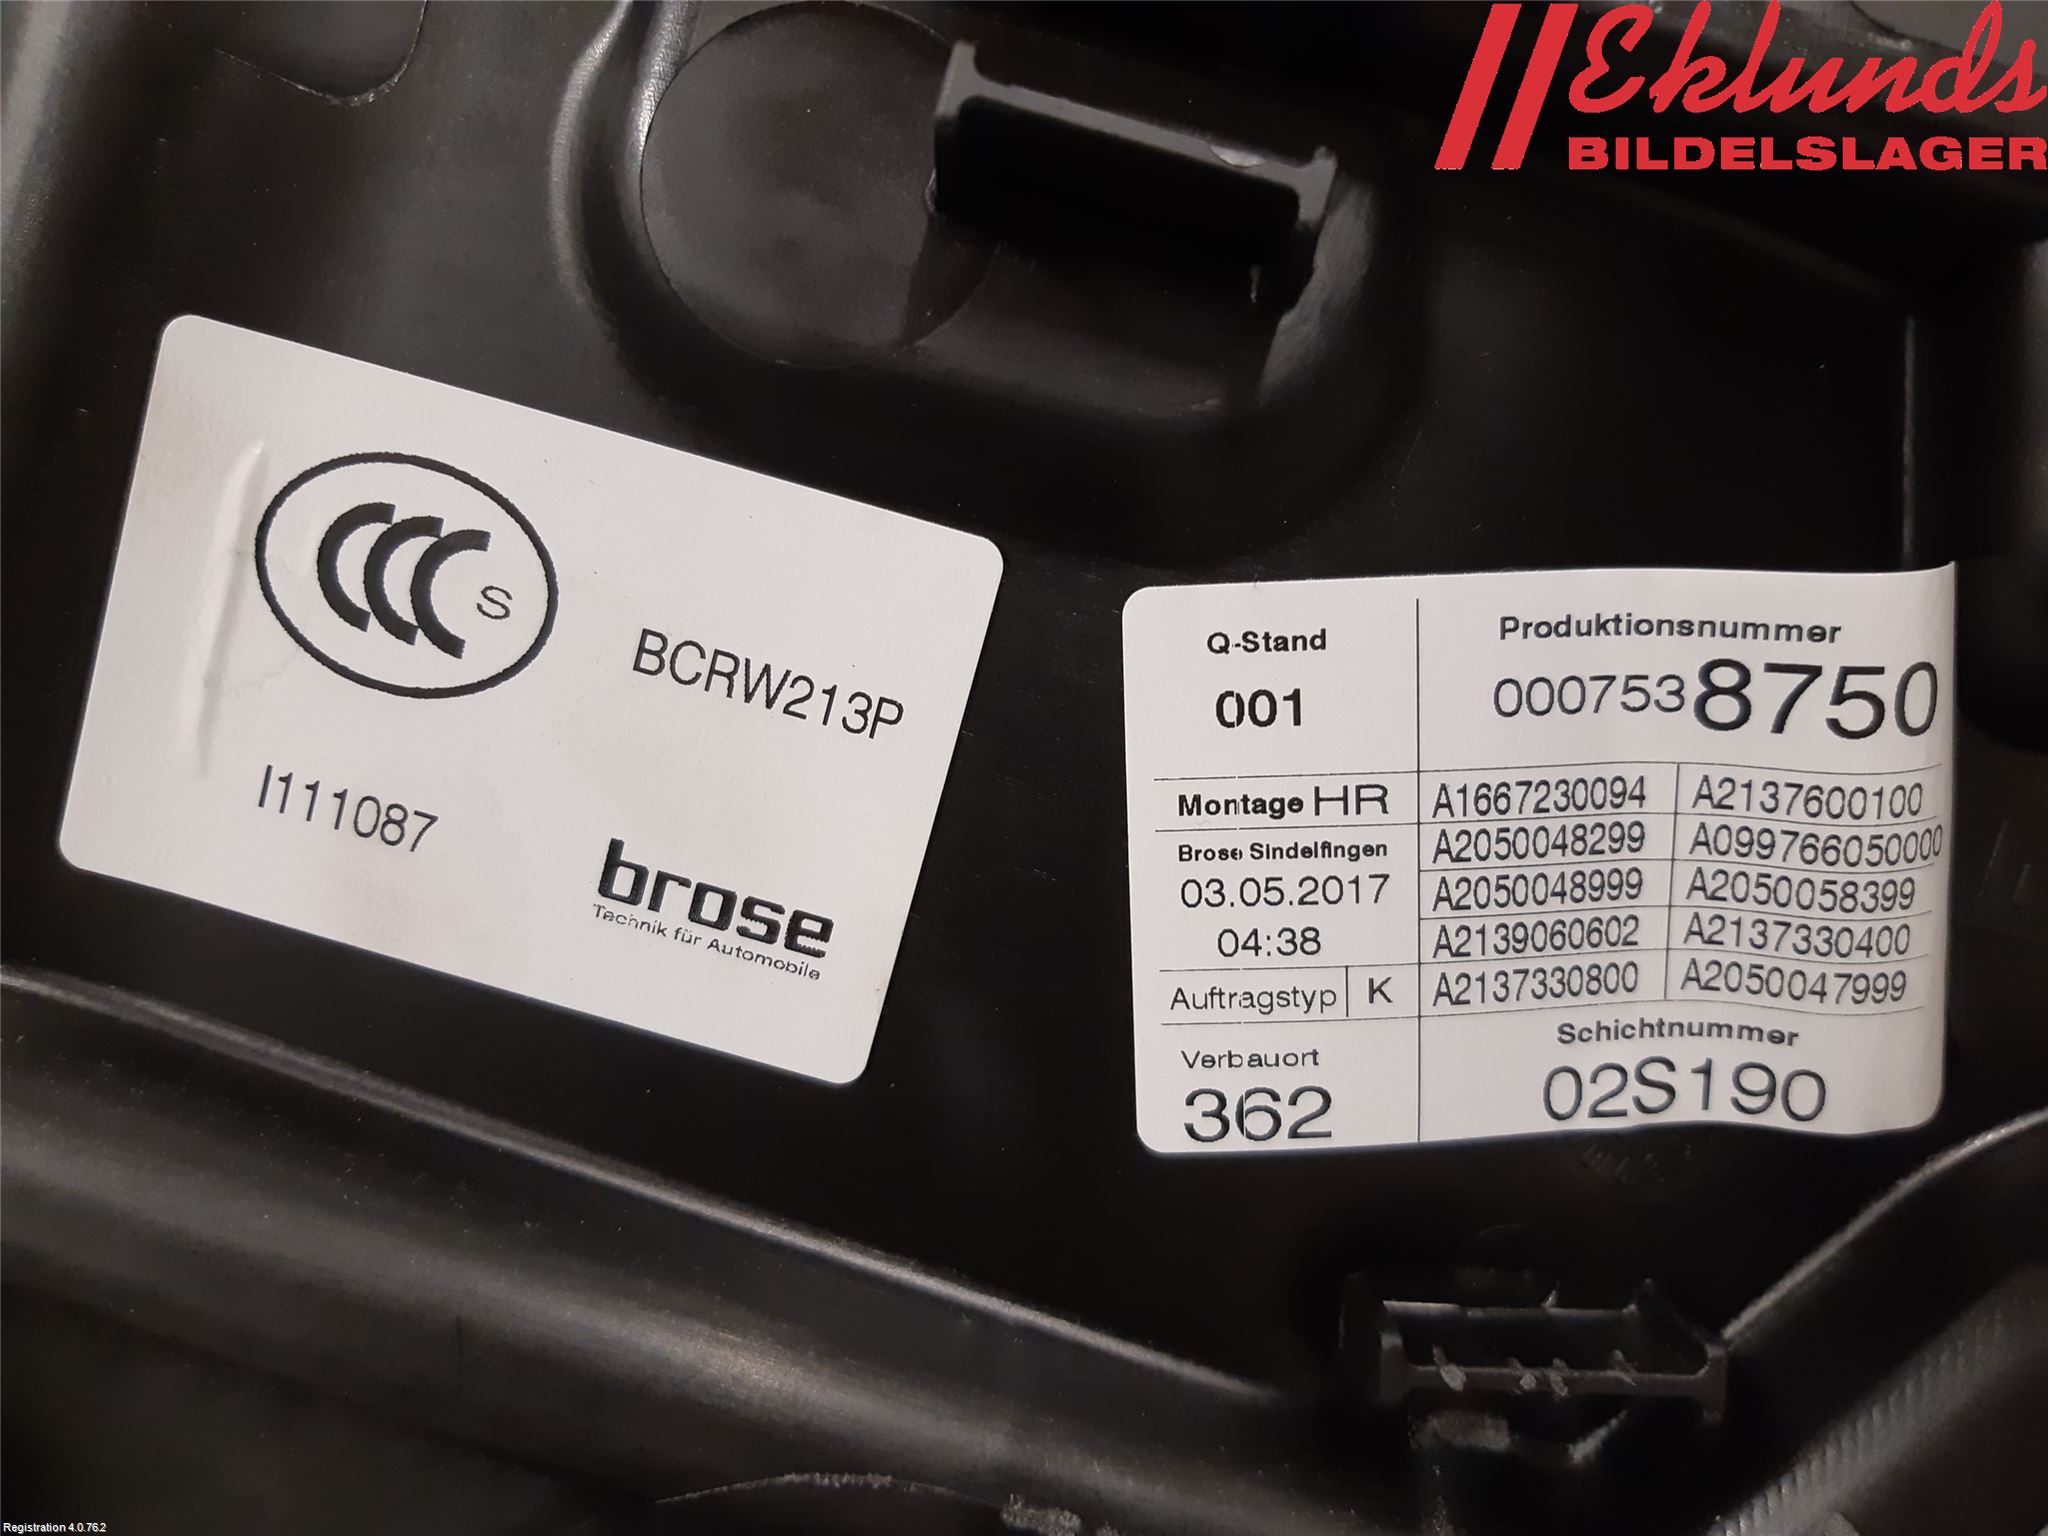 Eklunds
BILDELSLAGER
CCC S
BCRW213P
I111087
brose
Technik für Automobile
Q-Stand
001
Produktionsnummer
0007538750
Montage HR
A1667230094 A2137600100
Brose Sindelfingen
A2050048299 A099766050000
03.05.2017
A2050048999 A2050058399
04:38
A2139060602 A2137330400
Auftragstyp K
A2137330800 A2050047999
Verbauort
362
Schichtnummer
02S190
Registration 4.0.76.2